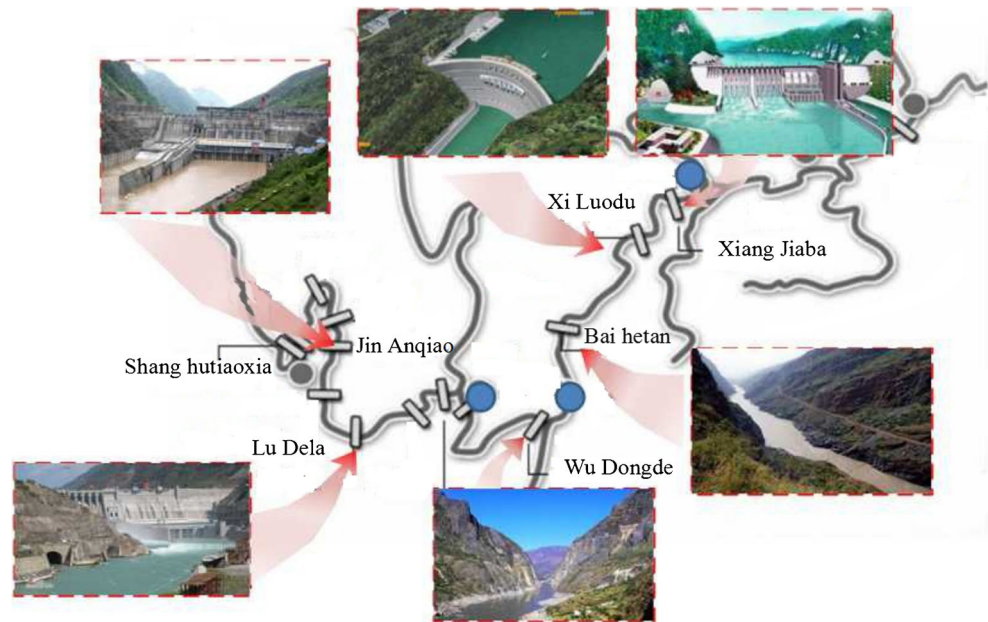 Xi Luodu
Xiang Jiaba
Bai hetan
Jin Anqiao
Shang hutiaoxia
Lu Dela
Wu Dongde